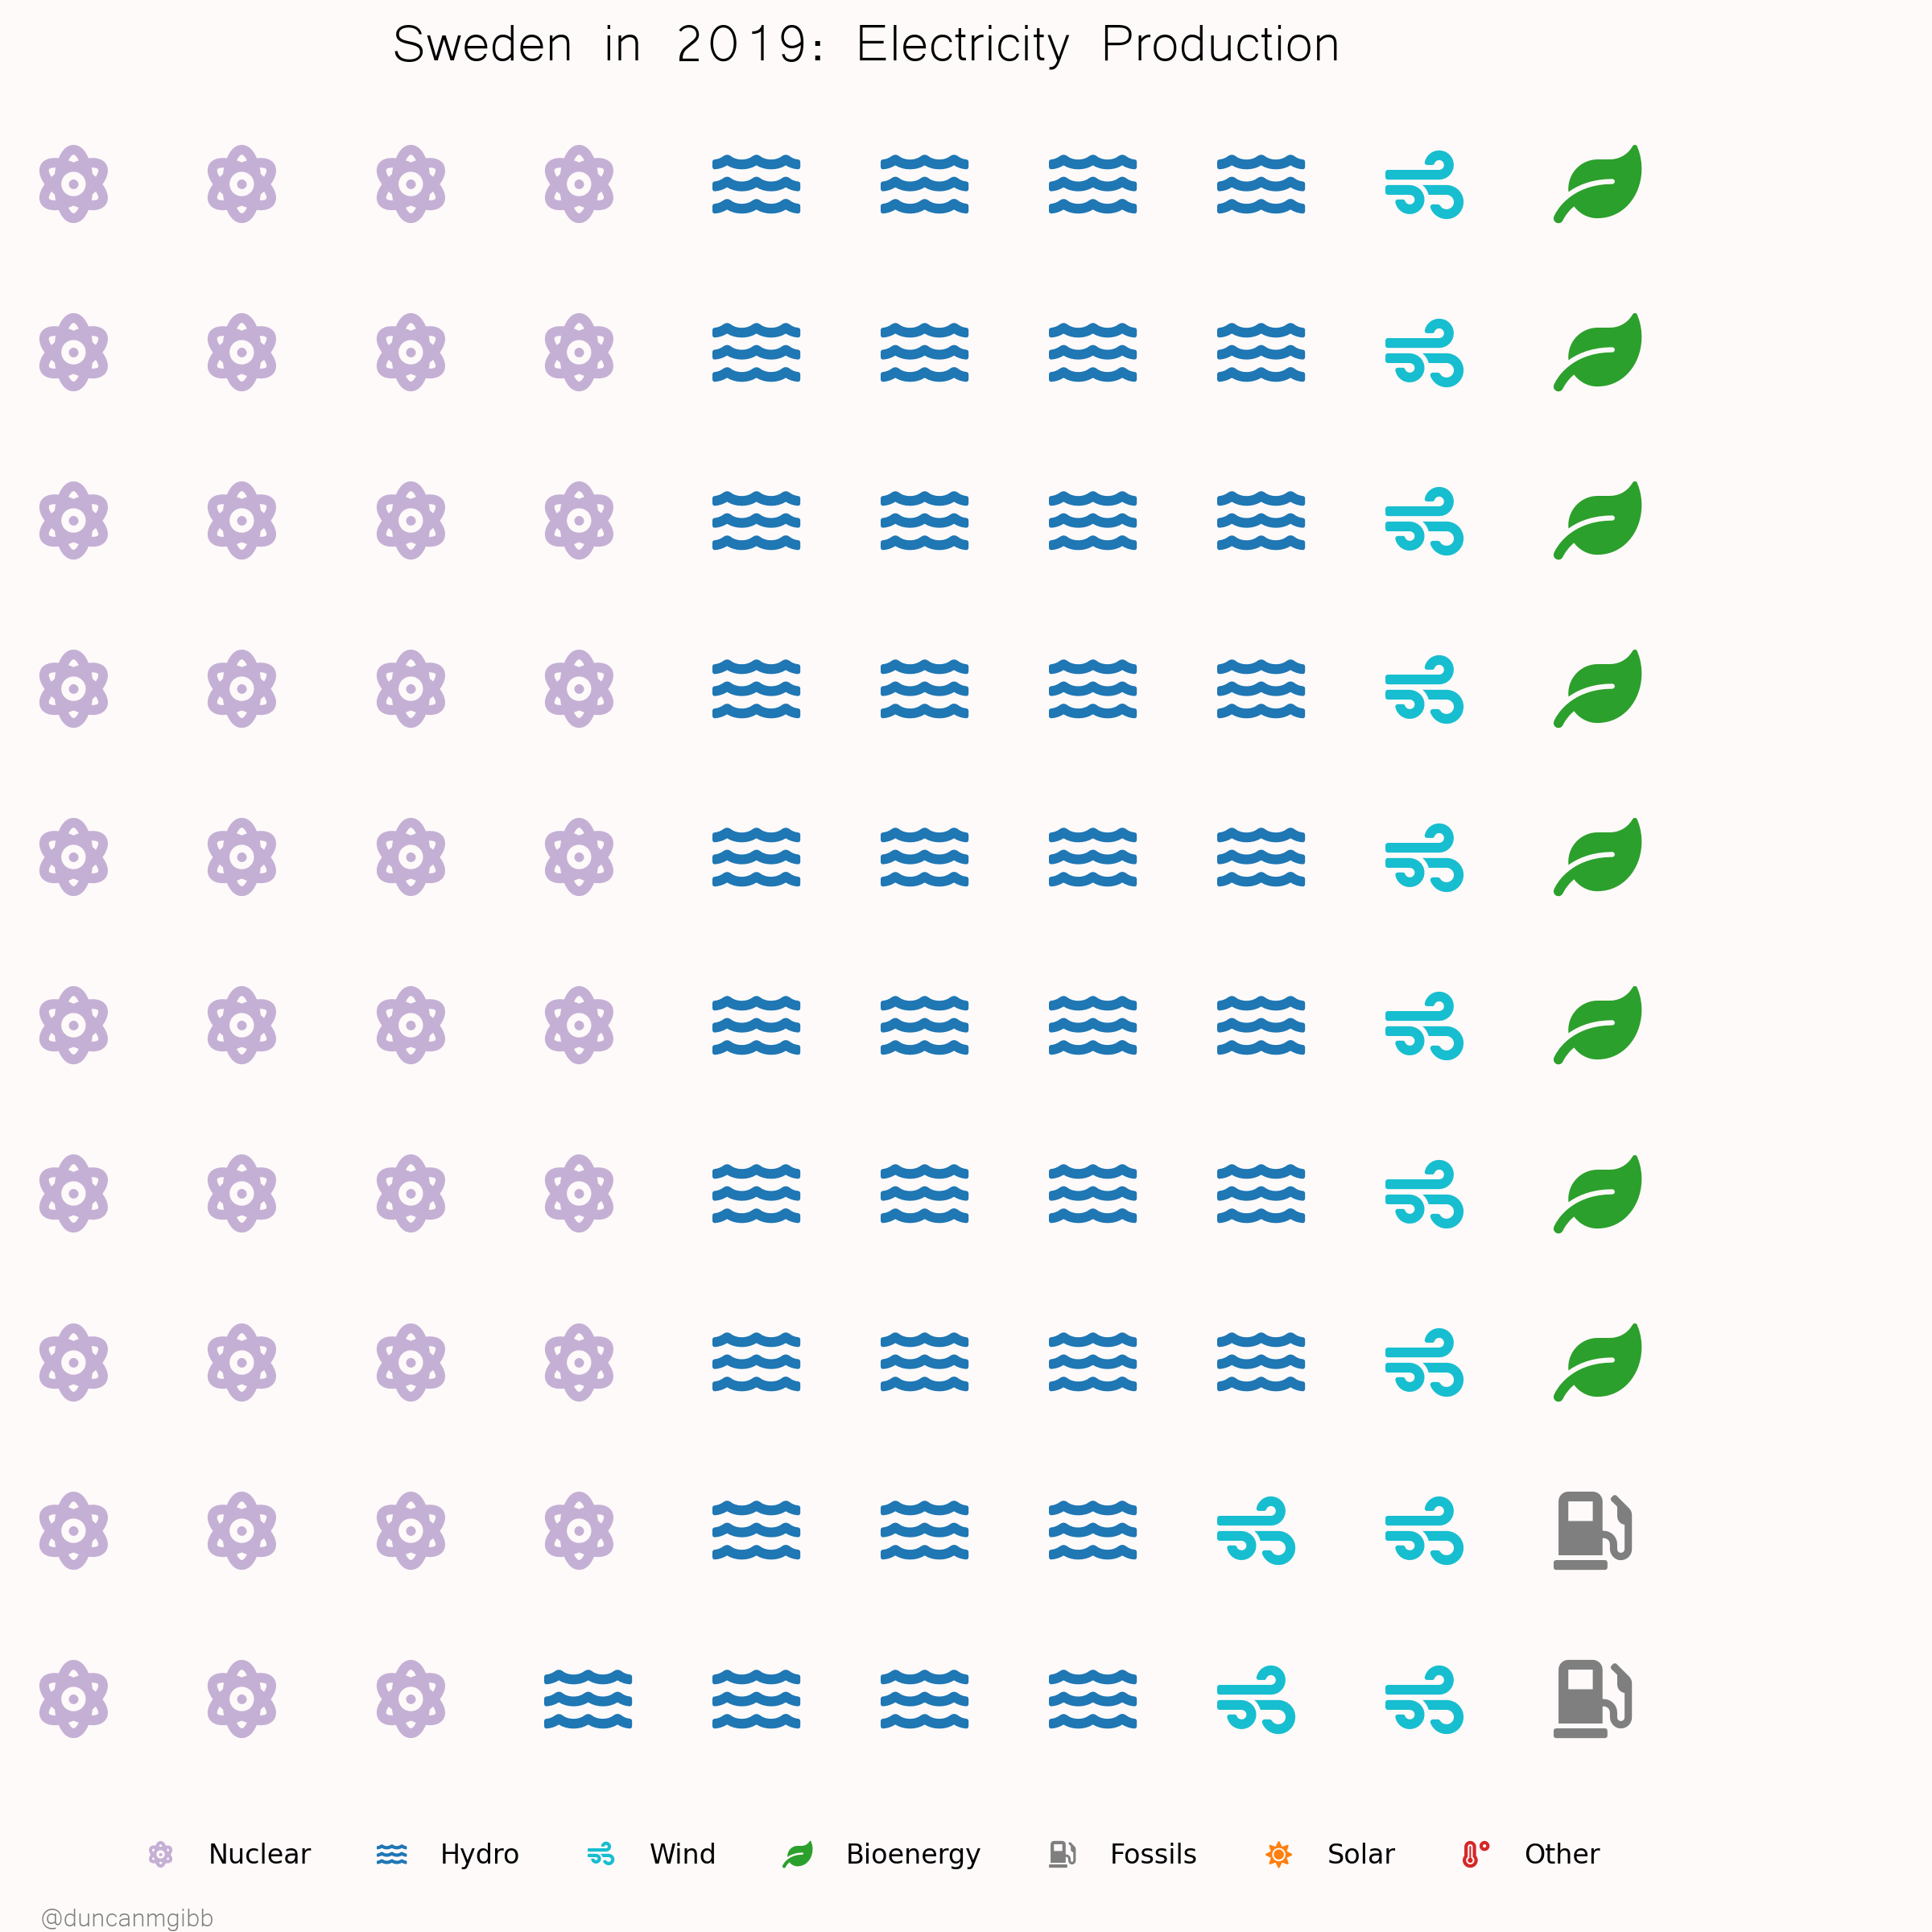 Sweden in 2019: Electricity Production
Nuclear Hydro Wind Bioenergy Fossils Solar Other
@duncanmgibb